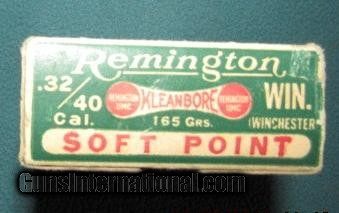 Remington
.32/40 Cal.
REMINGTON UMC KLEANBORE REMINGTON UMC
WIN.
165 Grs.
(WINCHESTER
SOFT POINT
GunsInternational.com